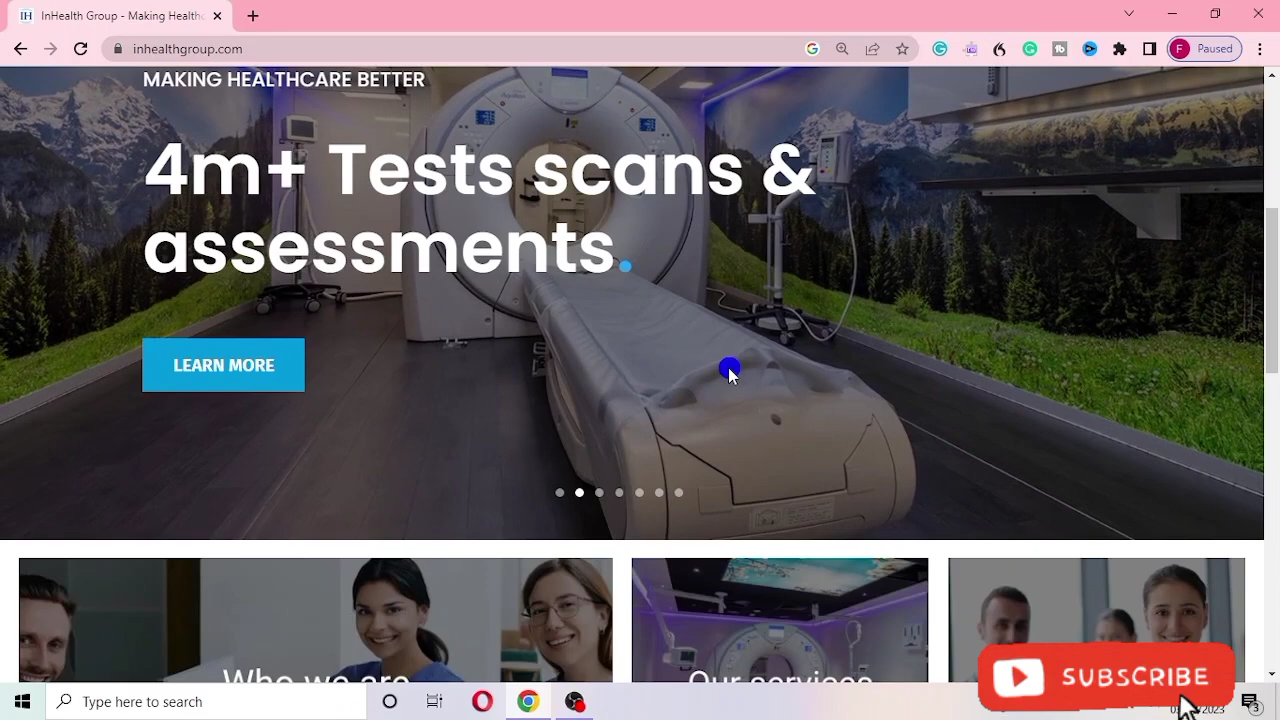 IH InHealth Group - Making Health
inhealthgroup.com
Paused
MAKING HEALTHCARE BETTER
4m+ Tests scans &
assessments.
LEARN MORE
Who we are
Our services
SUBSCRIBE
Type here to search